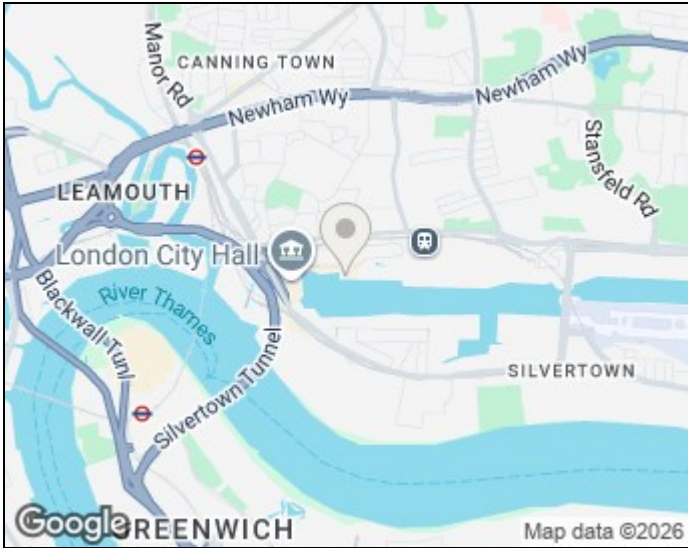 CANNING TOWN
Manor Rd
Newham Wy
Newham Wy
Stansfeld Rd
LEAMOUTH
London City Hall
River Thames
Blackwall Tunl
Silvertown Tunnel
SILVERTOWN
Google
GREENWICH
Map data ©2026